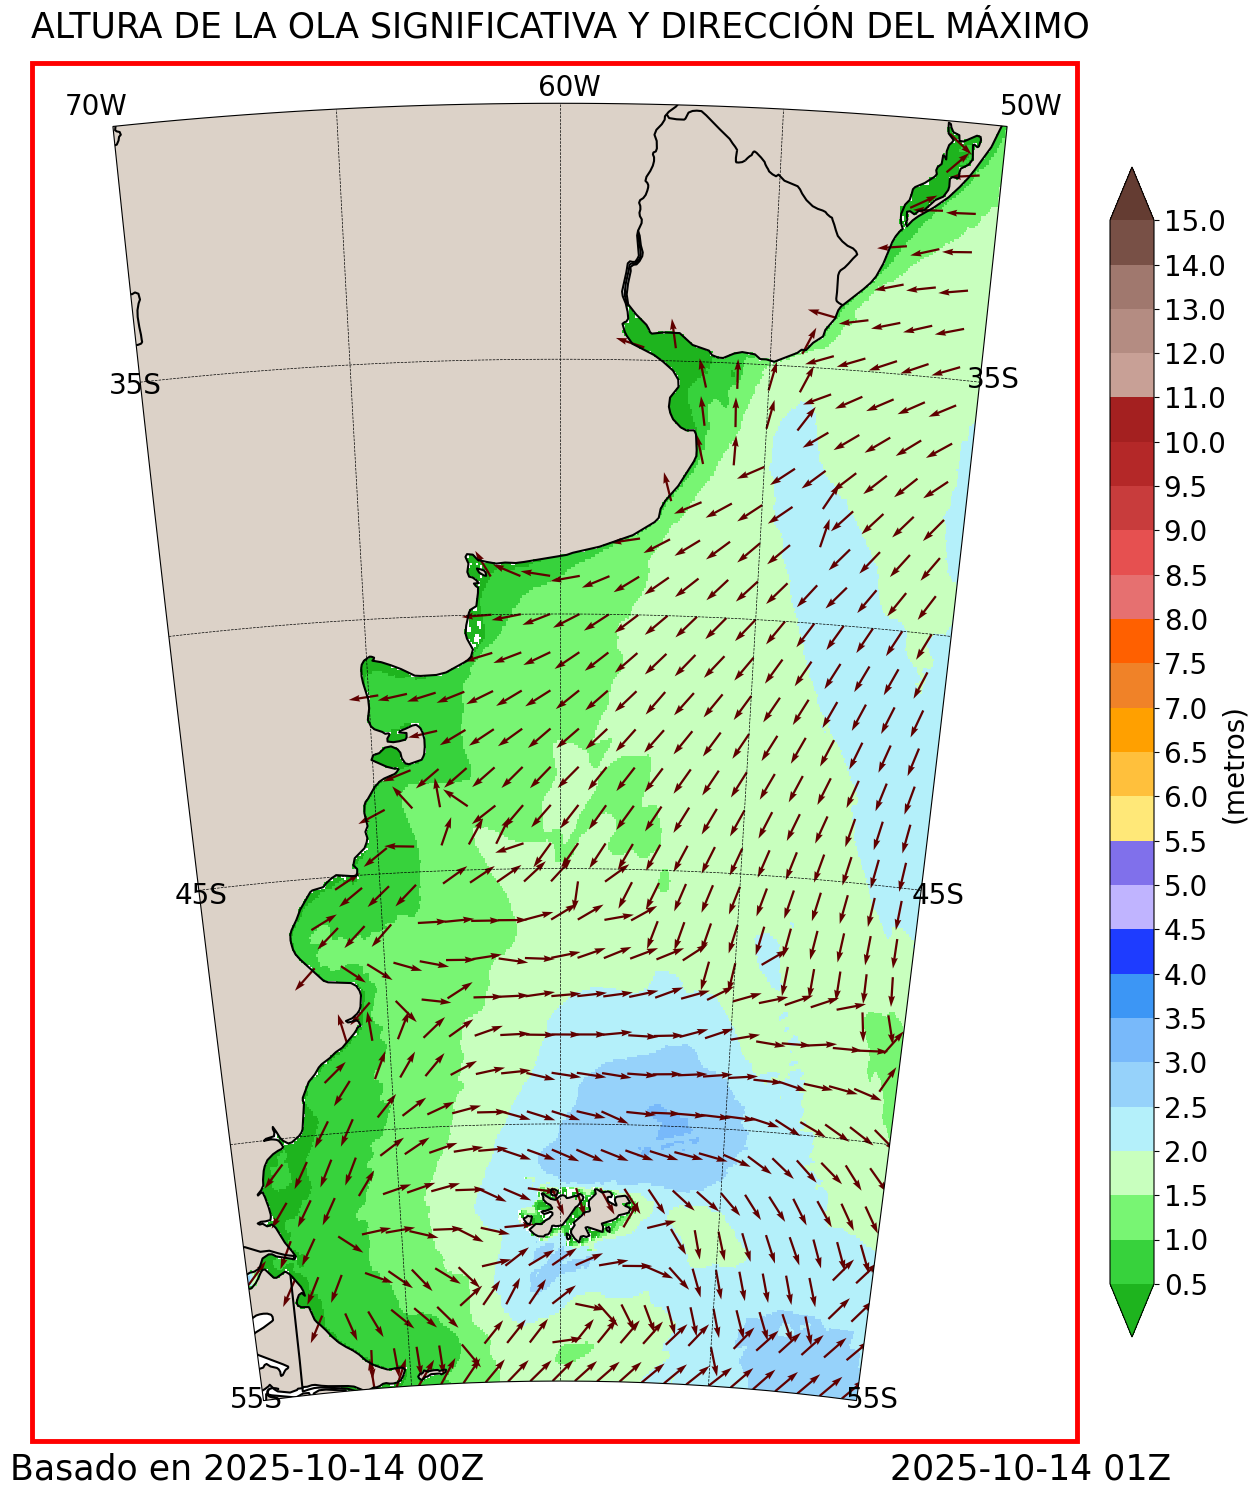 ALTURA DE LA OLA SIGNIFICATIVA Y DIRECCIÓN DEL MÁXIMO
70W
60W
50W
35S
35S
45S
45S
55S
55S
15.0
14.0
13.0
12.0
11.0
10.0
9.5
9.0
8.5
8.0
7.5
7.0
6.5
6.0
5.5
5.0
4.5
4.0
3.5
3.0
2.5
2.0
1.5
1.0
0.5
(metros)
Basado en 2025-10-14 00Z
2025-10-14 01Z